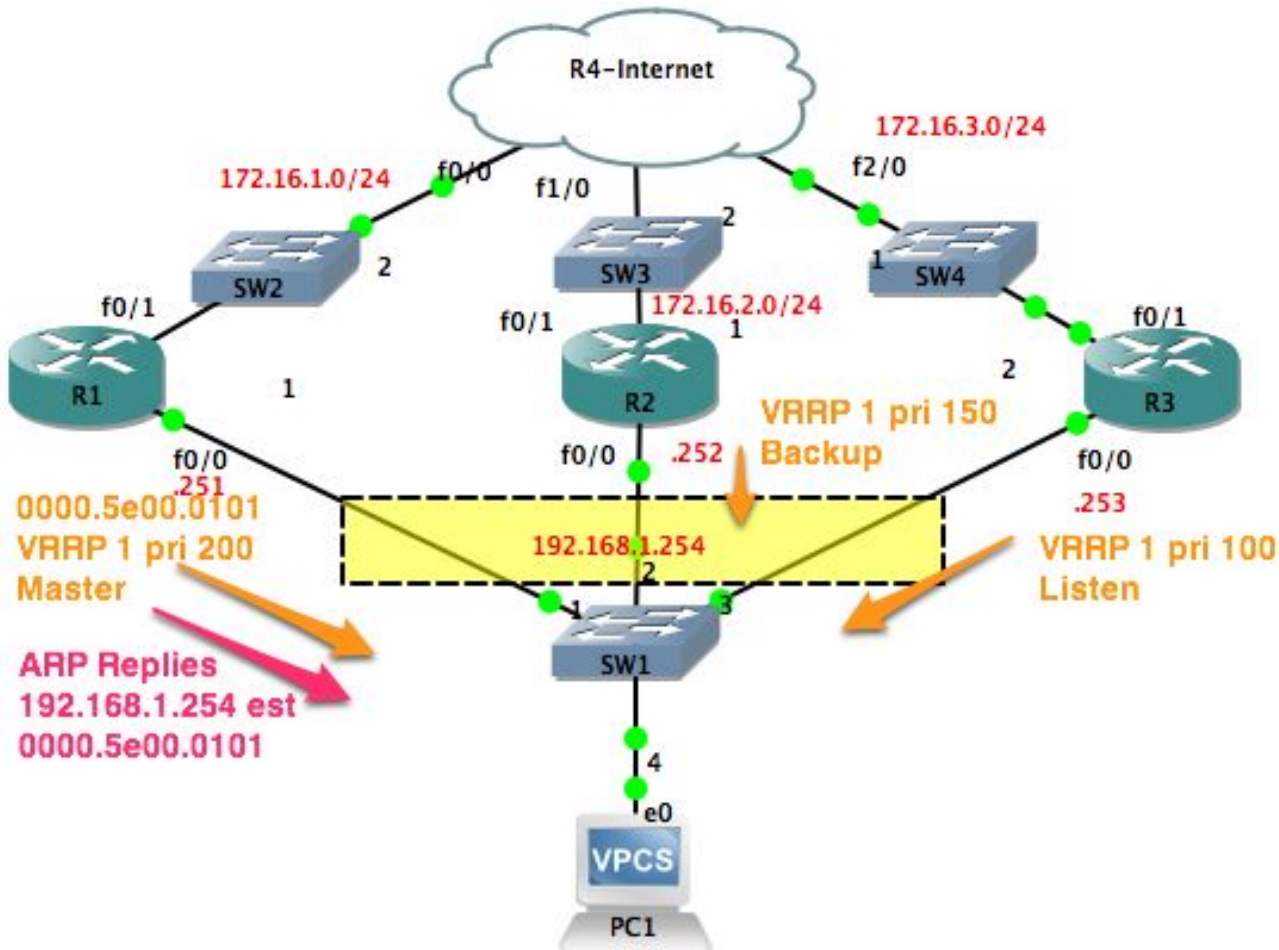 R4-Internet
172.16.3.0/24
172.16.1.0/24
f0/0
f1/0
f2/0
2
SW2
2
SW3
1
SW4
f0/1
f0/1
172.16.2.0/24
1
f0/1
R1
1
R2
2
R3
f0/0
.251
f0/0
.252
VRRP 1 pri 150
Backup
f0/0
.253
0000.5e00.0101
VRRP 1 pri 200
Master
192.168.1.254
2
VRRP 1 pri 100
Listen
1
3
SW1
ARP Replies
192.168.1.254 est
0000.5e00.0101
4
e0
VPCS
PC1